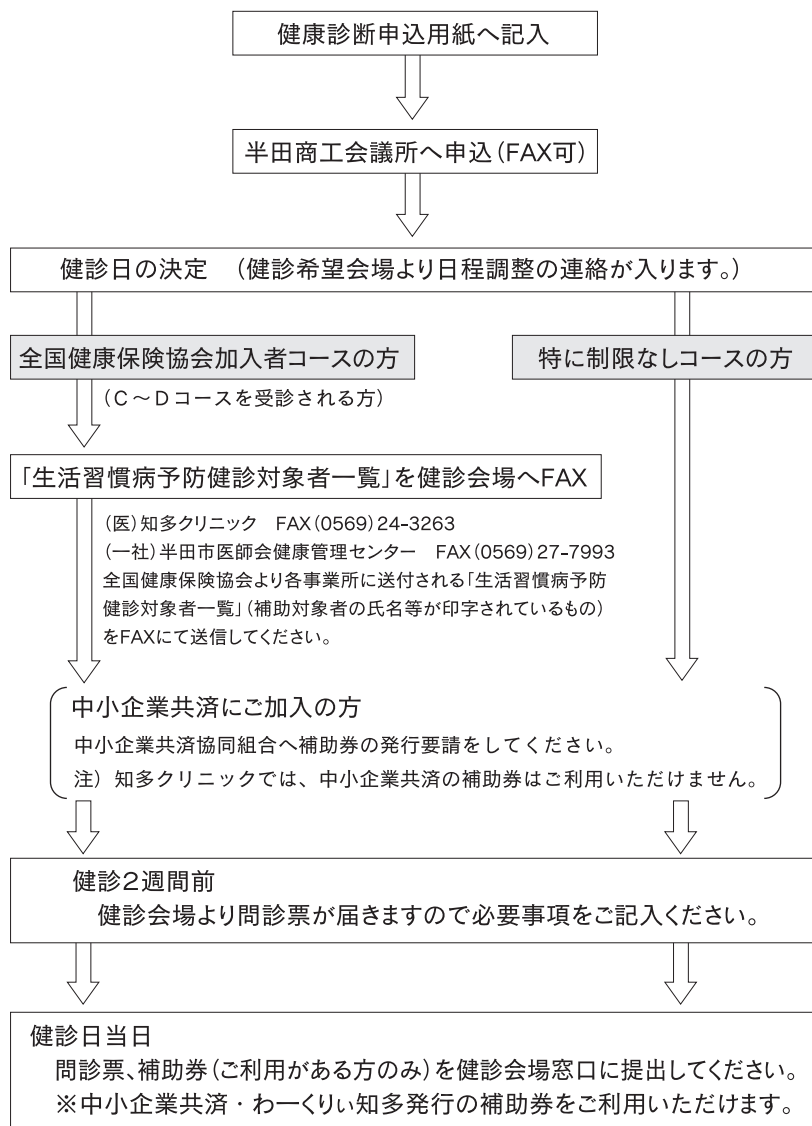 健康診断申込用紙へ記入
半田商工会議所へ申込(FAX可)
健診日の決定　(健診希望会場より日程調整の連絡が入ります。)
全国健康保険協会加入者コースの方
特に制限なしコースの方
(C～Dコースを受診される方)
「生活習慣病予防健診対象者一覧」を健診会場へFAX
(医)知多クリニック　FAX(0569)24-3263
(一社)半田市医師会健康管理センター　FAX(0569)27-7993
全国健康保険協会より各事業所に送付される「生活習慣病予防
健診対象者一覧」(補助対象者の氏名等が印字されているもの)
をFAXにて送信してください。
中小企業共済にご加入の方
中小企業共済協同組合へ補助券の発行要請をしてください。
注）知多クリニックでは、中小企業共済の補助券はご利用いただけません。
健診2週間前
健診会場より問診票が届きますので必要事項をご記入ください。
健診日当日
問診票、補助券(ご利用がある方のみ)を健診会場窓口に提出してください。
※中小企業共済・わーくりぃ知多発行の補助券をご利用いただけます。